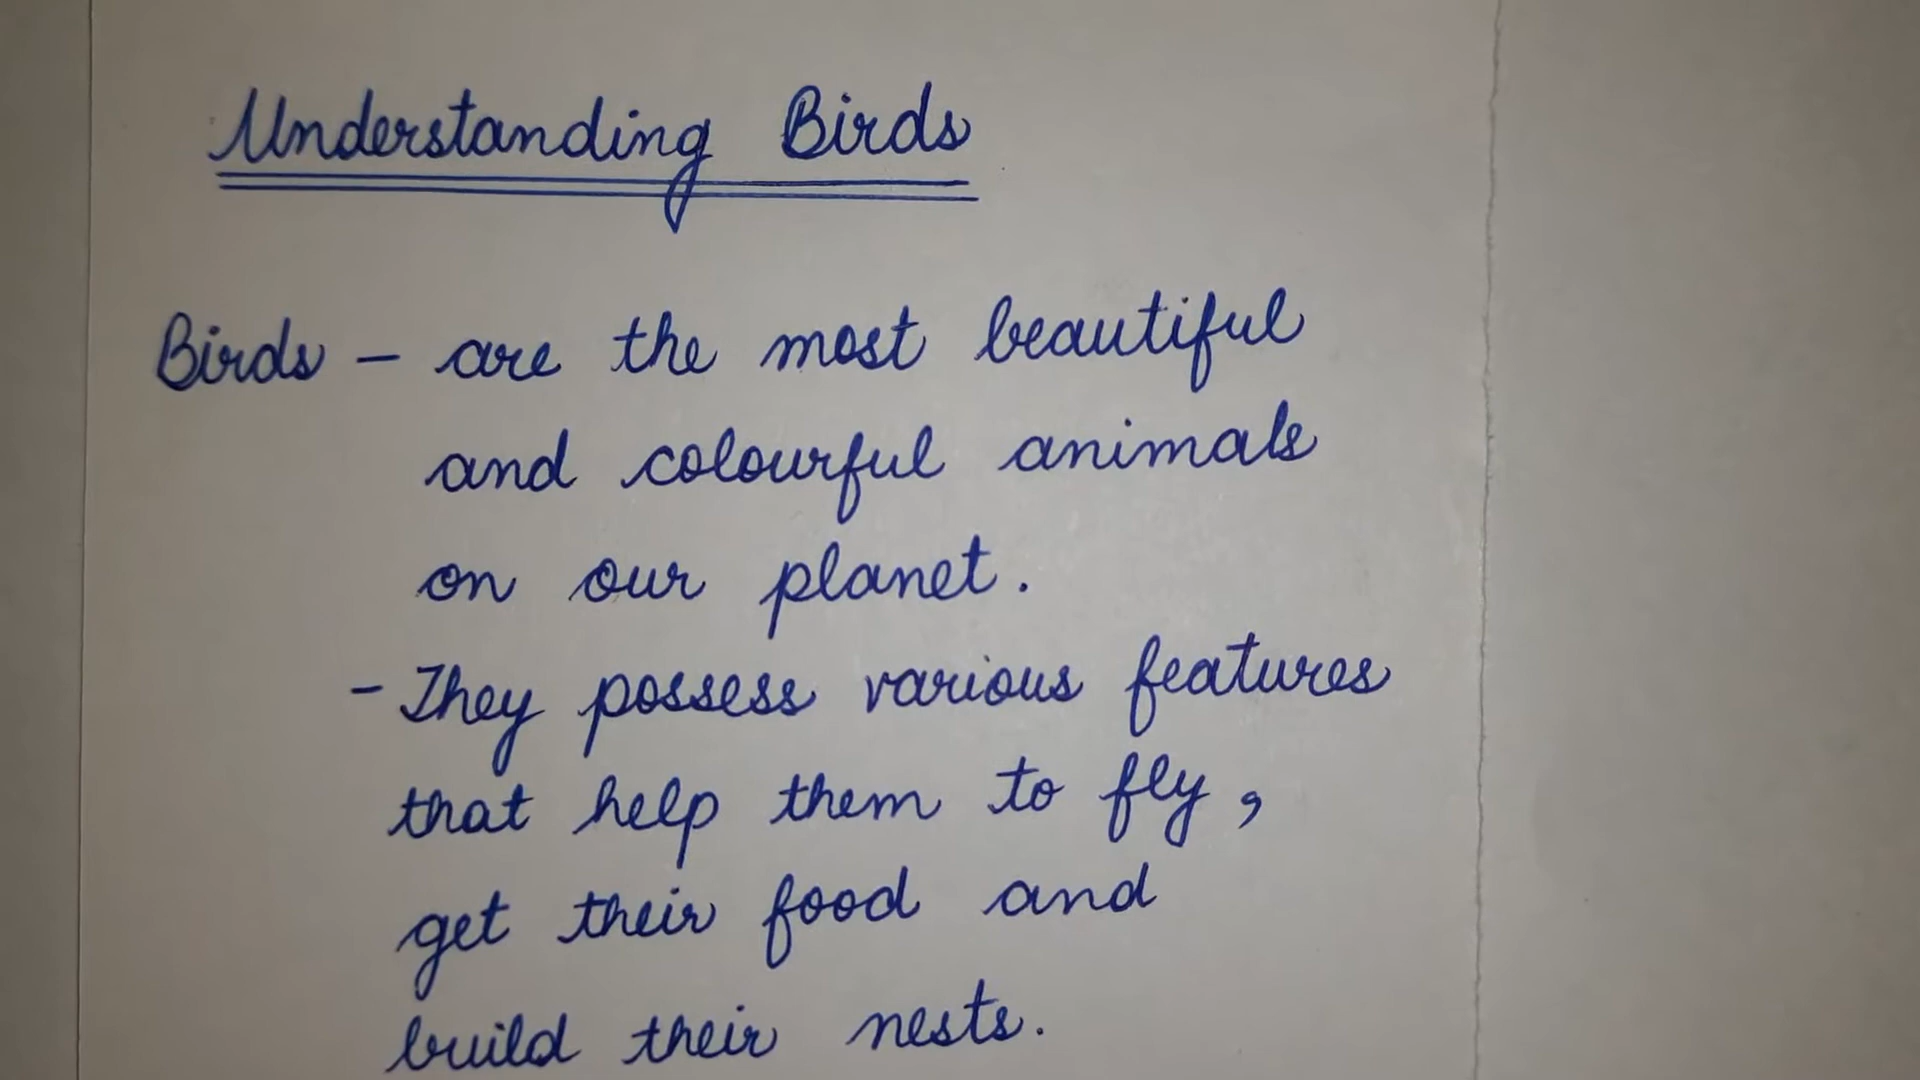 Understanding Birds
Birds - are the most beautiful
and colourful animals
on our planet.
- They possess various features
that help them to fly,
get their food and
build their nests.